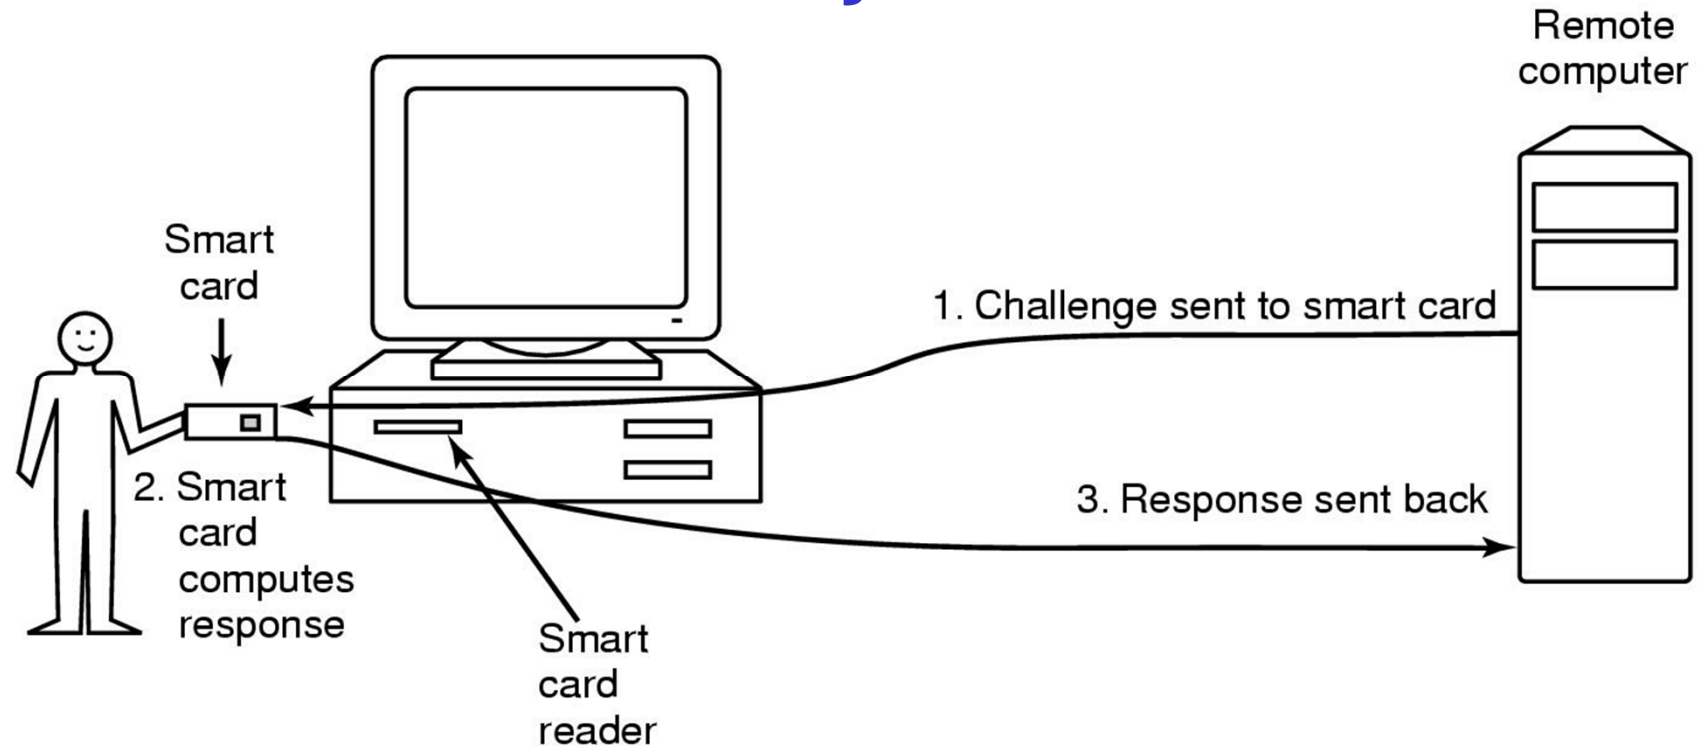 Remote
computer
Smart
card
1. Challenge sent to smart card
2. Smart
card
computes
response
3. Response sent back
Smart
card
reader